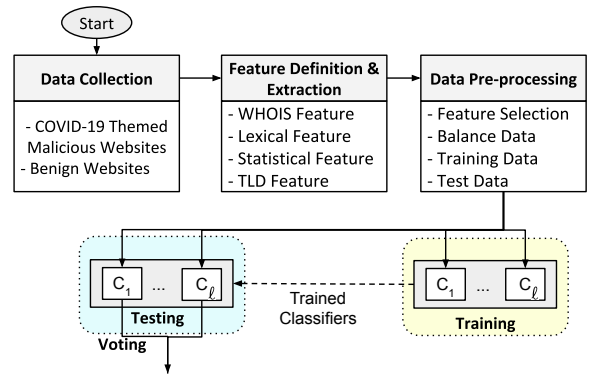 Start
Data Collection
- COVID-19 Themed
Malicious Websites
- Benign Websites
Feature Definition &
Extraction
- WHOIS Feature
- Lexical Feature
- Statistical Feature
- TLD Feature
Data Pre-processing
- Feature Selection
- Balance Data
- Training Data
- Test Data
C1 ... Cℓ
Testing
Voting
Trained
Classifiers
C1 ... Cℓ
Training